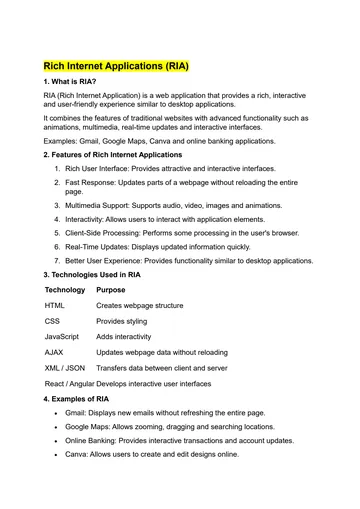 Rich Internet Applications (RIA)
1. What is RIA?
RIA (Rich Internet Application) is a web application that provides a rich, interactive
and user-friendly experience similar to desktop applications.
It combines the features of traditional websites with advanced functionality such as
animations, multimedia, real-time updates and interactive interfaces.
Examples: Gmail, Google Maps, Canva and online banking applications.
2. Features of Rich Internet Applications
1. Rich User Interface: Provides attractive and interactive interfaces.
2. Fast Response: Updates parts of a webpage without reloading the entire
page.
3. Multimedia Support: Supports audio, video, images and animations.
4. Interactivity: Allows users to interact with application elements.
5. Client-Side Processing: Performs some processing in the user's browser.
6. Real-Time Updates: Displays updated information quickly.
7. Better User Experience: Provides functionality similar to desktop applications.
3. Technologies Used in RIA
Technology Purpose
HTML Creates webpage structure
CSS Provides styling
JavaScript Adds interactivity
AJAX Updates webpage data without reloading
XML / JSON Transfers data between client and server
React / Angular Develops interactive user interfaces
4. Examples of RIA
• Gmail: Displays new emails without refreshing the entire page.
• Google Maps: Allows zooming, dragging and searching locations.
• Online Banking: Provides interactive transactions and account updates.
• Canva: Allows users to create and edit designs online.